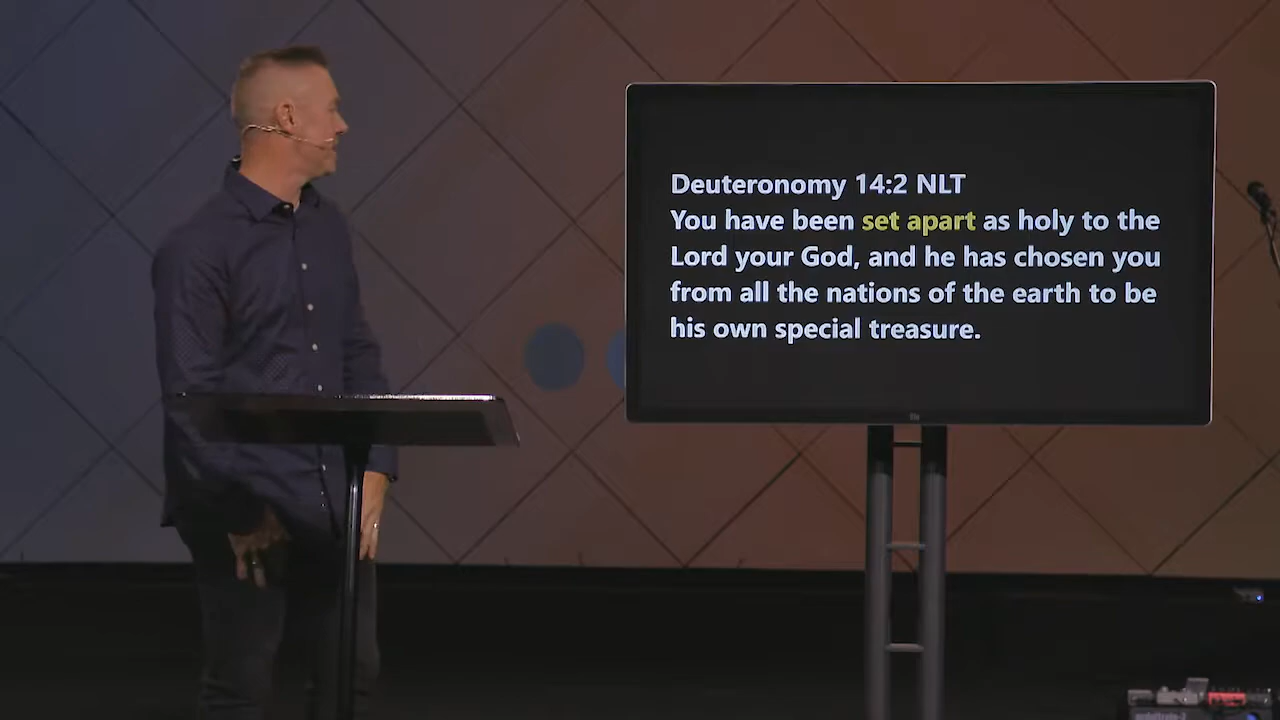 Deuteronomy 14:2 NLT
You have been set apart as holy to the
Lord your God, and he has chosen you
from all the nations of the earth to be
his own special treasure.